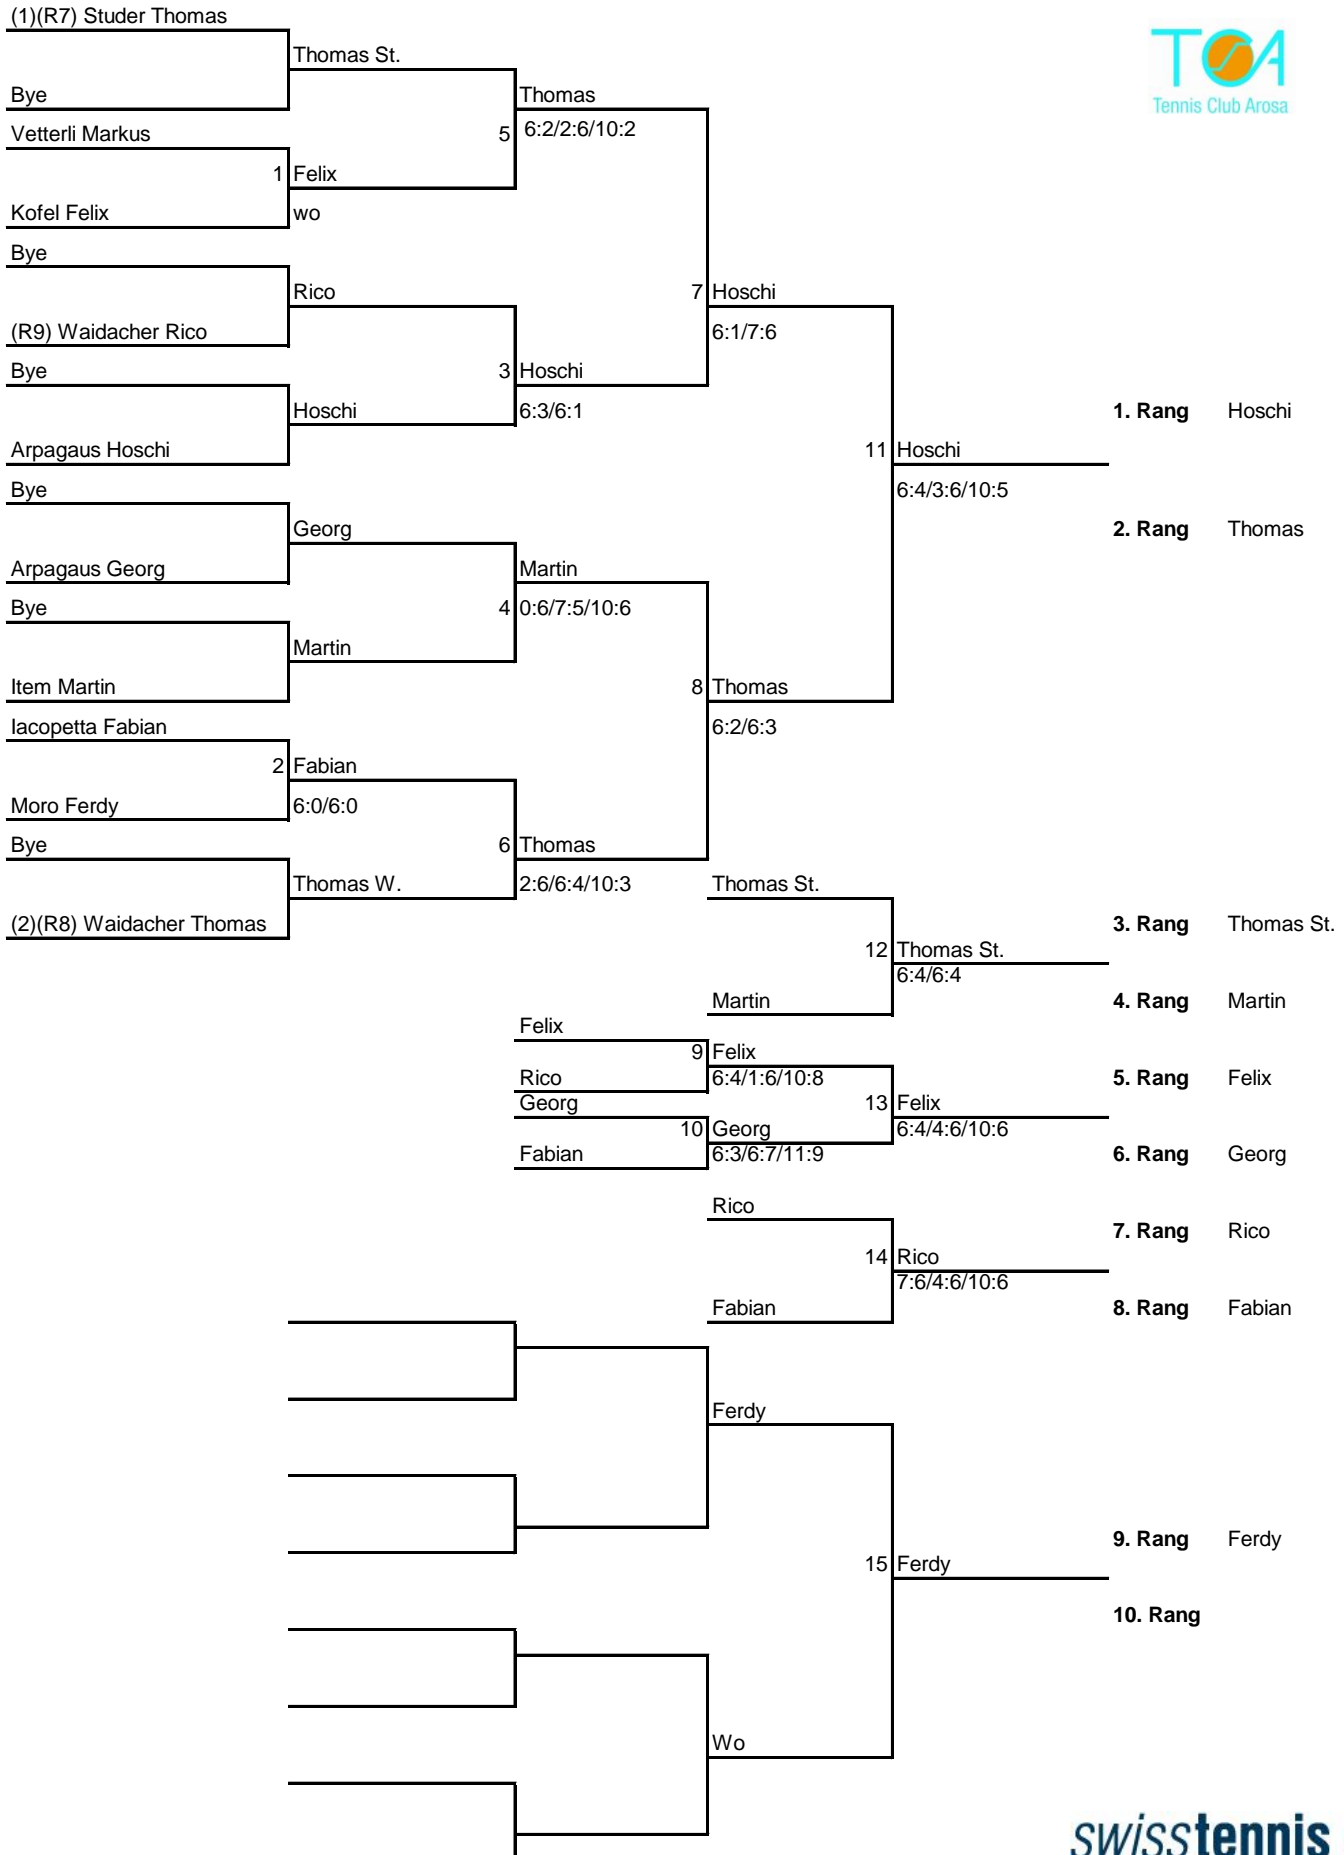 (1)(R7) Studer Thomas
Thomas St.
Bye
Thomas
Vetterli Markus
5
6:2/2:6/10:2
1
Felix
Kofel Felix
wo
Bye
Rico
7
Hoschi
(R9) Waidacher Rico
6:1/7:6
Bye
3
Hoschi
Hoschi
6:3/6:1
1. Rang
Hoschi
Arpagaus Hoschi
11
Hoschi
Bye
6:4/3:6/10:5
Georg
2. Rang
Thomas
Arpagaus Georg
Martin
Bye
4
0:6/7:5/10:6
Martin
Item Martin
8
Thomas
Iacopetta Fabian
6:2/6:3
2
Fabian
Moro Ferdy
6:0/6:0
Bye
6
Thomas
Thomas W.
2:6/6:4/10:3
Thomas St.
(2)(R8) Waidacher Thomas
3. Rang
Thomas St.
12
Thomas St.
6:4/6:4
Martin
4. Rang
Martin
Felix
9
Felix
Rico
6:4/1:6/10:8
5. Rang
Felix
Georg
13
Felix
10
Georg
6:4/4:6/10:6
Fabian
6:3/6:7/11:9
6. Rang
Georg
Rico
7. Rang
Rico
14
Rico
7:6/4:6/10:6
Fabian
8. Rang
Fabian
Ferdy
9. Rang
Ferdy
15
Ferdy
10. Rang
Wo
TCA
Tennis Club Arosa
swisstennis